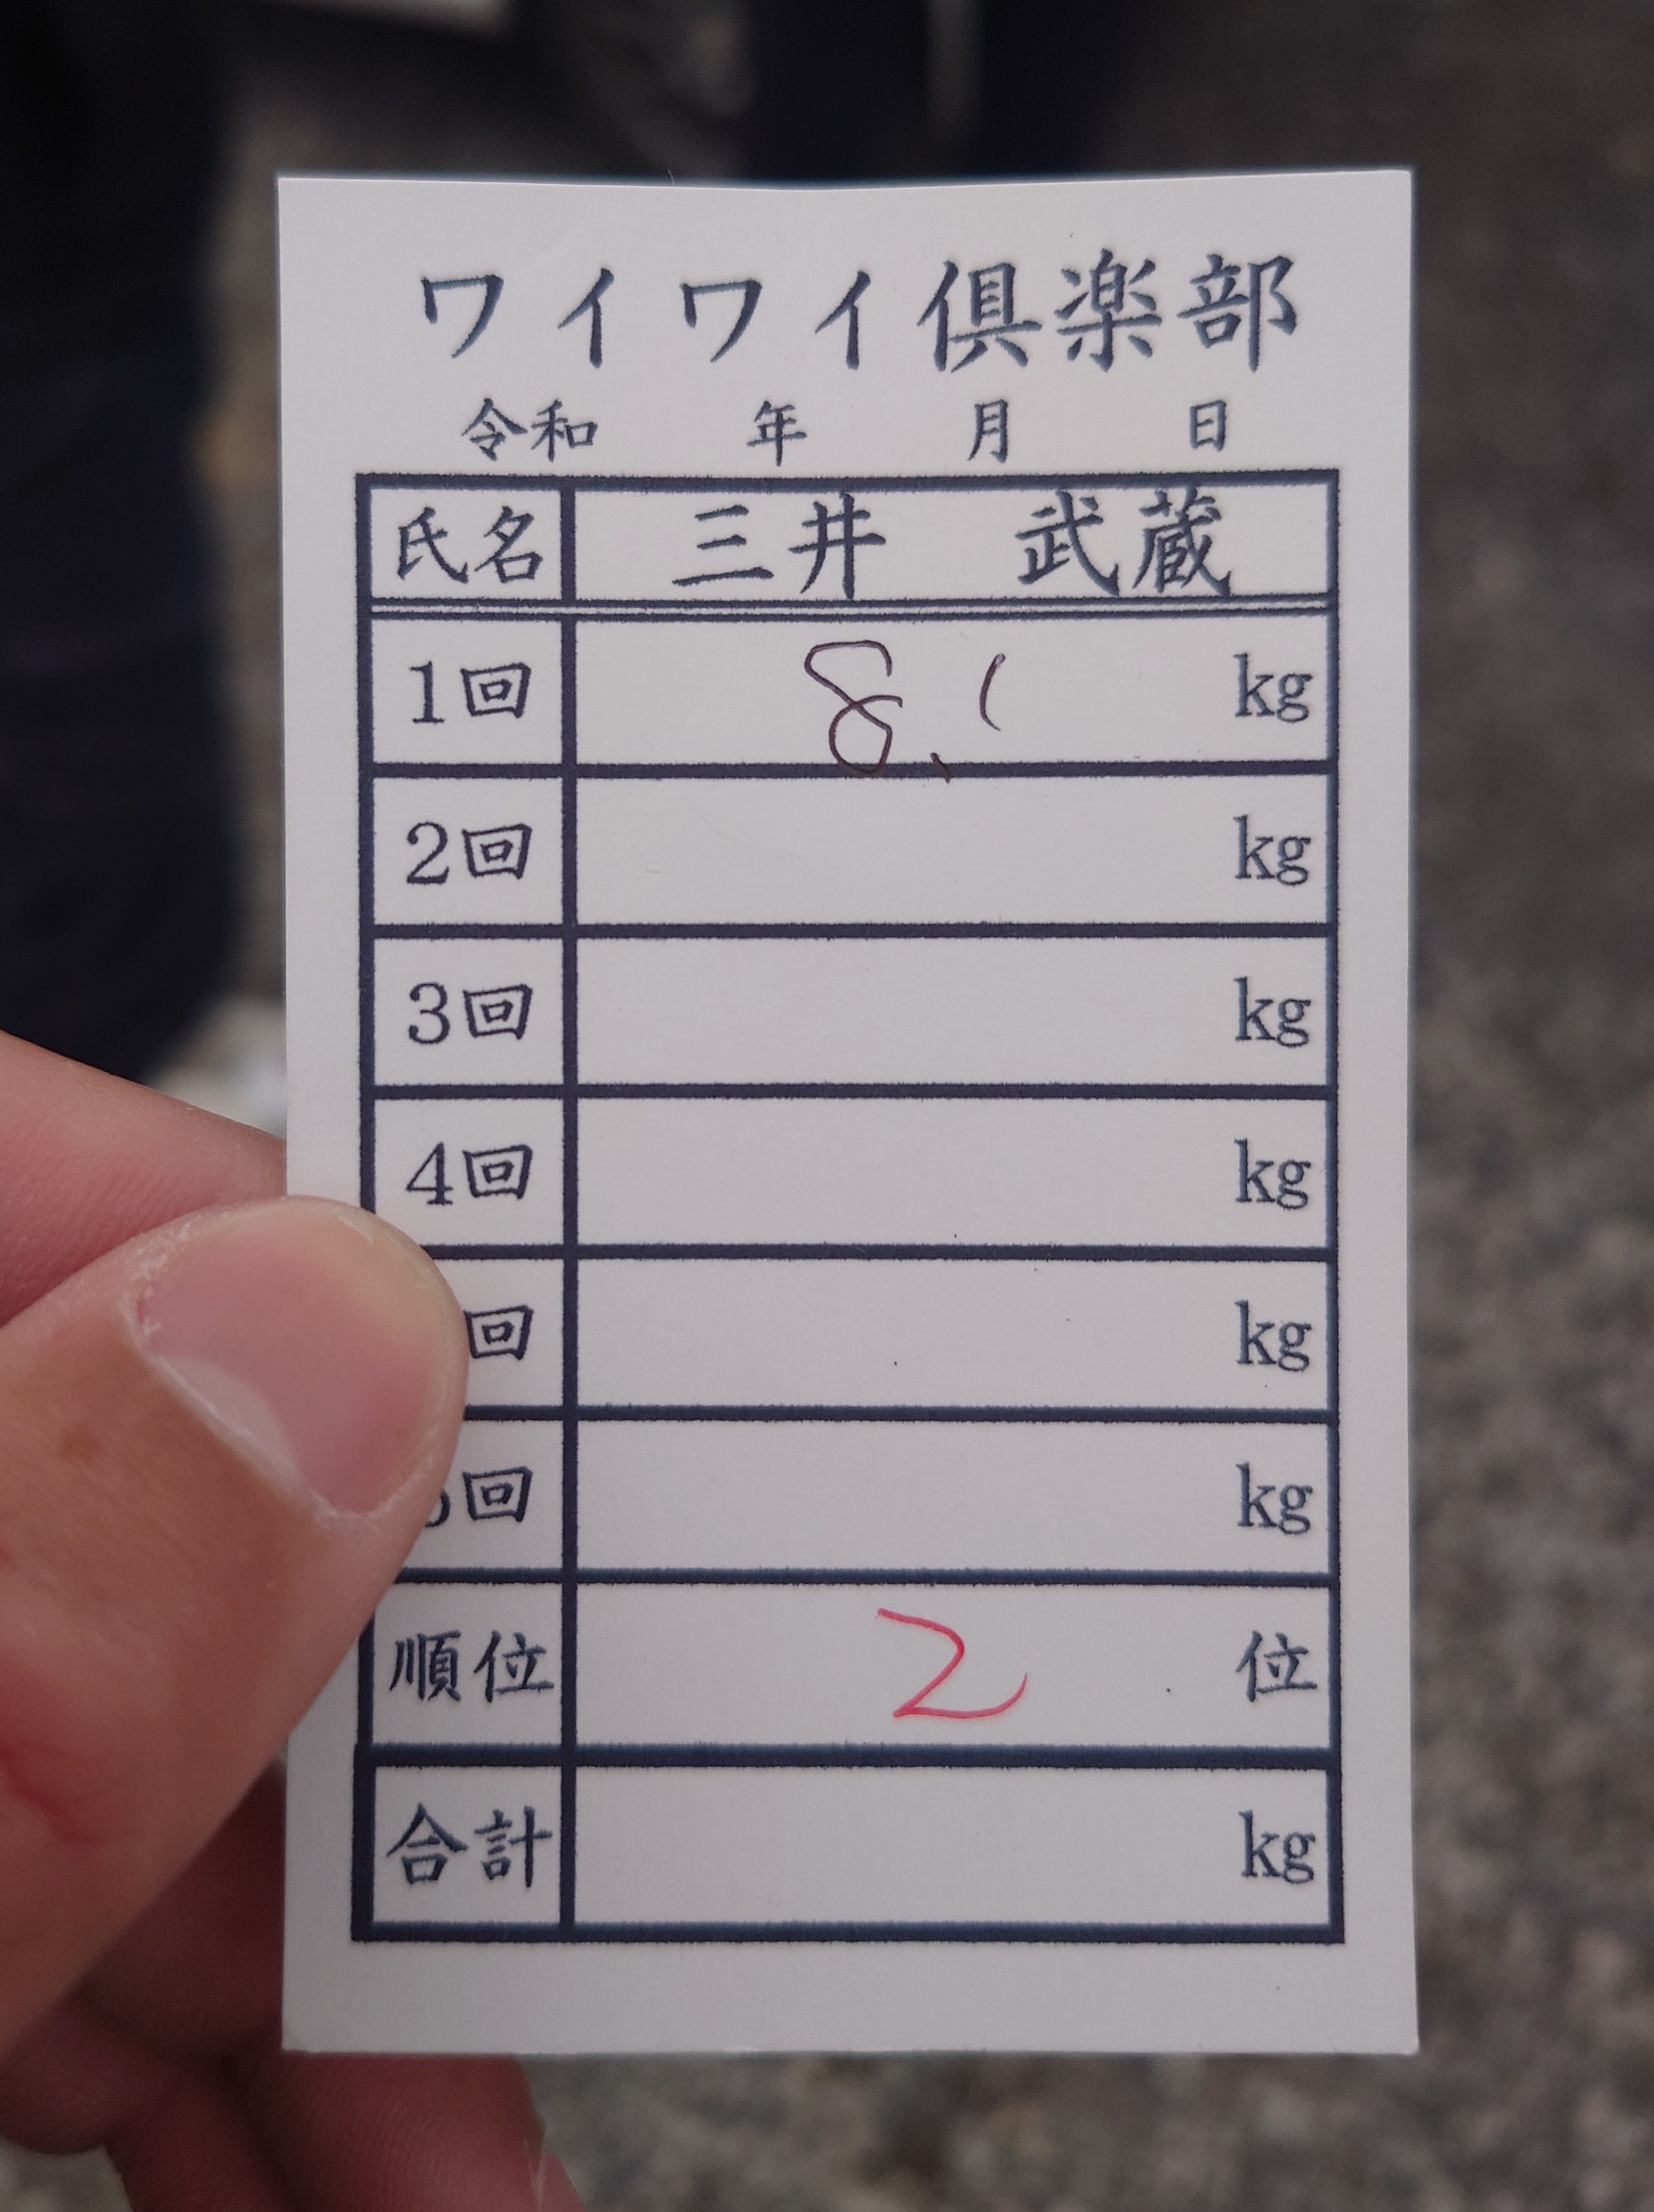 ワイワイ俱楽部
令和 年 月 日
氏名 三井 武蔵
1回 8.1 kg
2回 kg
3回 kg
4回 kg
回 kg
回 kg
順位 2 位
合計 kg